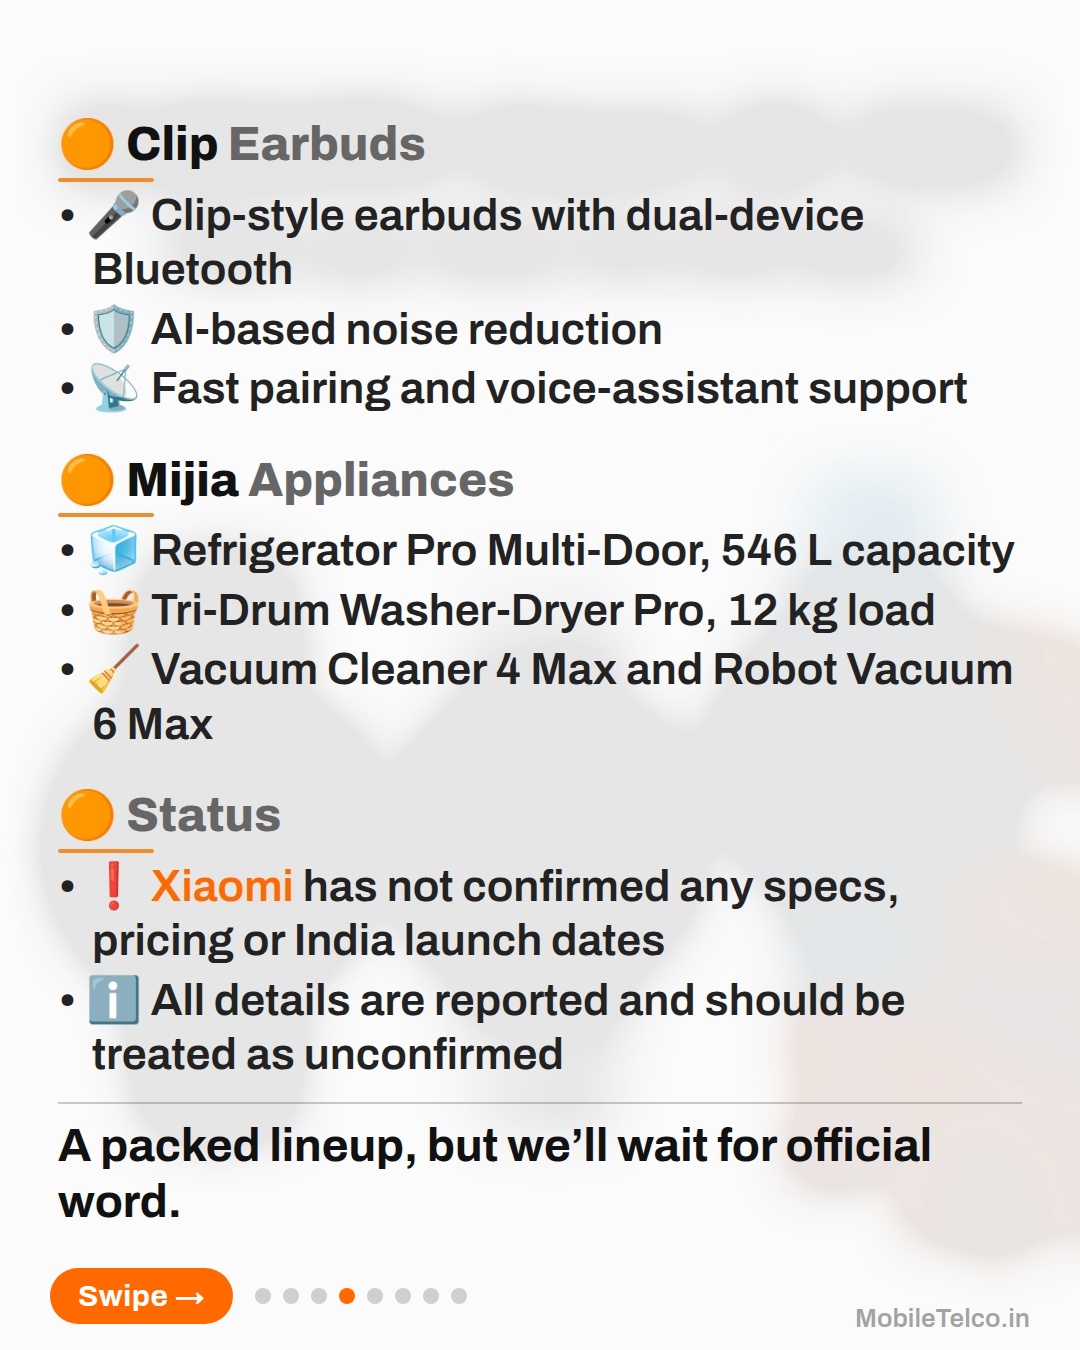 🟠 Clip Earbuds
• 🎤 Clip-style earbuds with dual-device
Bluetooth
• 🛡️ AI-based noise reduction
• 📡 Fast pairing and voice-assistant support
🟠 Mijia Appliances
• 🧊 Refrigerator Pro Multi-Door, 546 L capacity
• 🧺 Tri-Drum Washer-Dryer Pro, 12 kg load
• 🧹 Vacuum Cleaner 4 Max and Robot Vacuum
6 Max
🟠 Status
• ❗ Xiaomi has not confirmed any specs,
pricing or India launch dates
• ℹ️ All details are reported and should be
treated as unconfirmed
A packed lineup, but we’ll wait for official
word.
Swipe →
MobileTelco.in